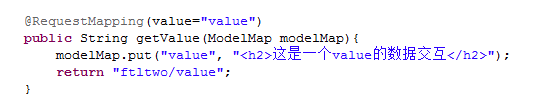 @RequestMapping(value="value")
public String getValue(ModelMap modelMap){
modelMap.put("value", "<h2>这是一个value的数据交互</h2>");
return "ftltwo/value";
}